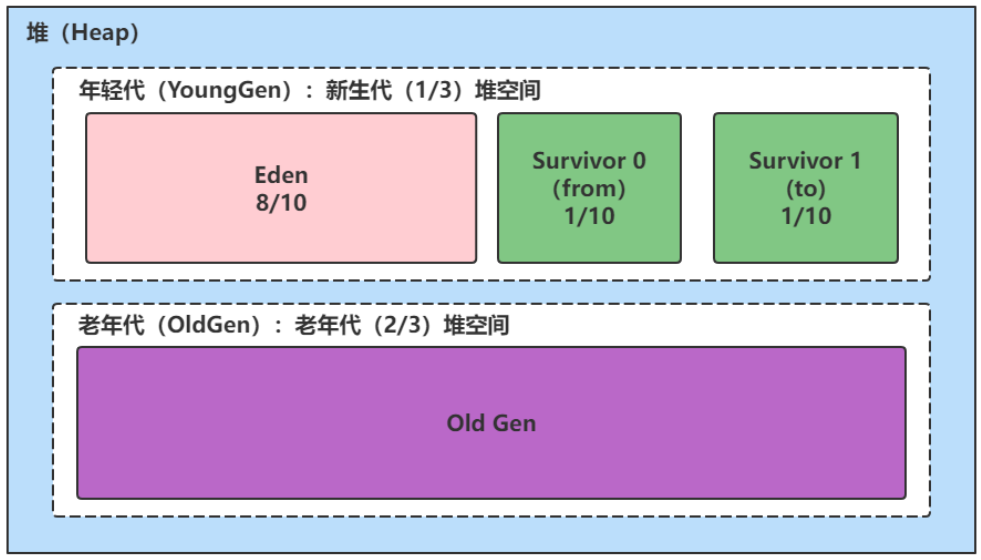 堆（Heap）
年轻代（YoungGen）：新生代（1/3）堆空间
Eden
8/10
Survivor 0
(from)
1/10
Survivor 1
(to)
1/10
老年代（OldGen）：老年代（2/3）堆空间
Old Gen